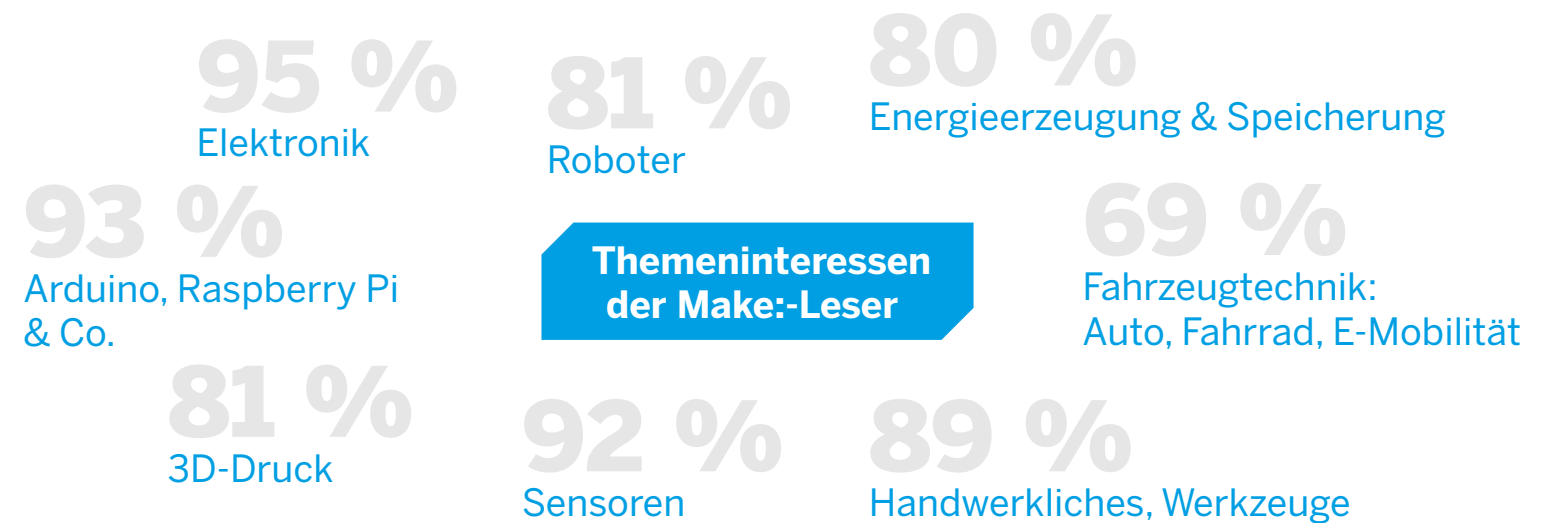 95 %
Elektronik
81 %
Roboter
80 %
Energieerzeugung & Speicherung
93 %
Arduino, Raspberry Pi
& Co.
Themeninteressen
der Make:-Leser
69 %
Fahrzeugtechnik:
Auto, Fahrrad, E-Mobilität
81 %
3D-Druck
92 %
Sensoren
89 %
Handwerkliches, Werkzeuge